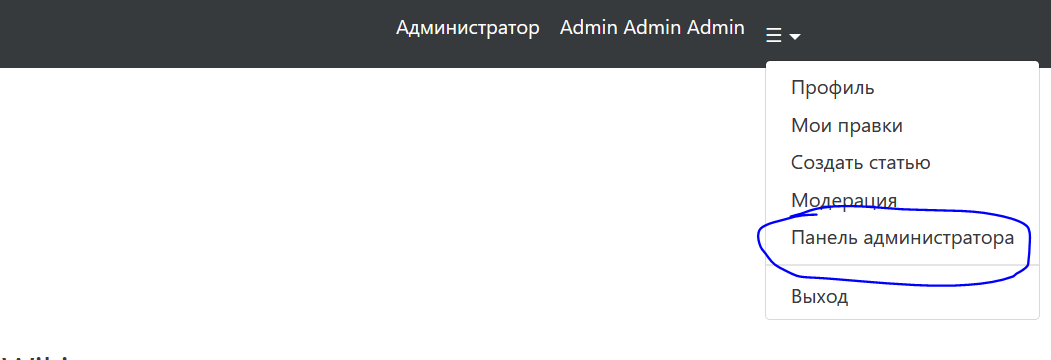 Администратор Admin Admin Admin ☰
Профиль
Мои правки
Создать статью
Модерация
Панель администратора
Выход